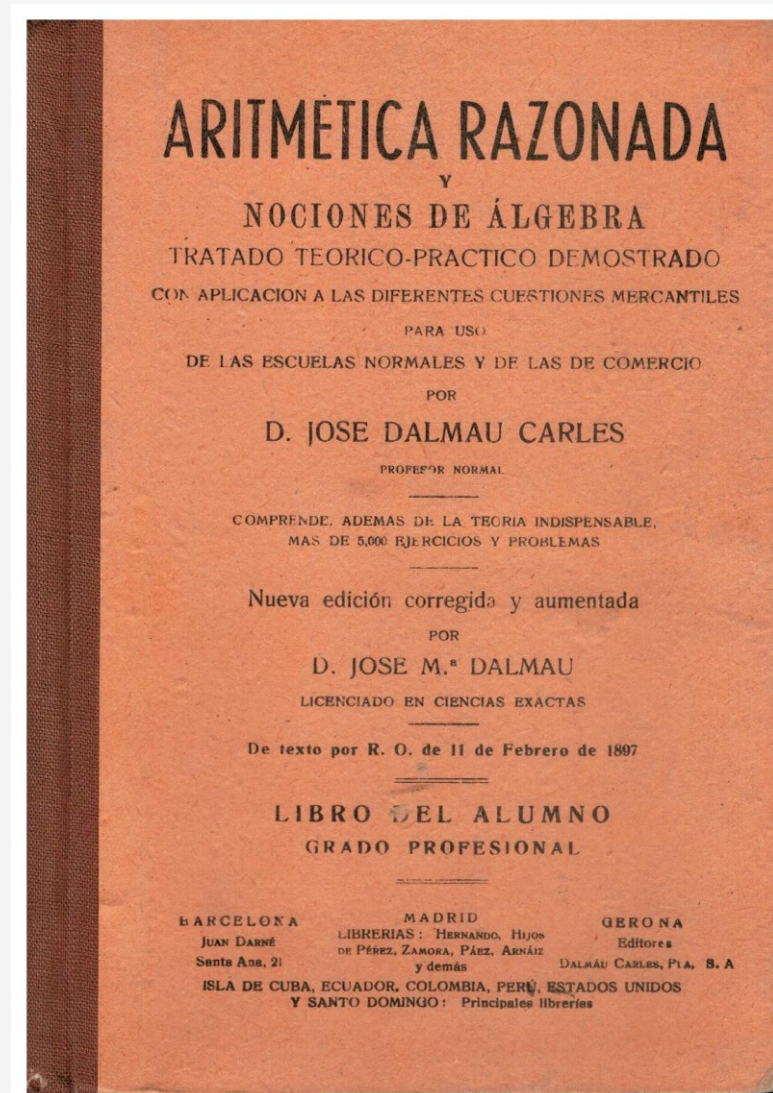 ARITMÉTICA RAZONADA
Y
NOCIONES DE ÁLGEBRA
TRATADO TEORICO-PRACTICO DEMOSTRADO
CON APLICACION A LAS DIFERENTES CUESTIONES MERCANTILES
PARA USO
DE LAS ESCUELAS NORMALES Y DE LAS DE COMERCIO
POR
D. JOSE DALMAU CARLES
PROFESOR NORMAL
COMPRENDE, ADEMAS DE LA TEORIA INDISPENSABLE,
MAS DE 5,000 EJERCICIOS Y PROBLEMAS
Nueva edición corregida y aumentada
POR
D. JOSE M.ª DALMAU
LICENCIADO EN CIENCIAS EXACTAS
De texto por R. O. de 11 de Febrero de 1897
LIBRO DEL ALUMNO
GRADO PROFESIONAL
BARCELONA
JUAN DARNÉ
Santa Ana, 21
MADRID
LIBRERIAS: HERNANDO, HIJOS
DE PÉREZ, ZAMORA, PÁEZ, ARNÁIZ
y demás
GERONA
Editores
DALMÁU CARLES, PLA, S. A
ISLA DE CUBA, ECUADOR, COLOMBIA, PERÚ, ESTADOS UNIDOS
Y SANTO DOMINGO: Principales librerías